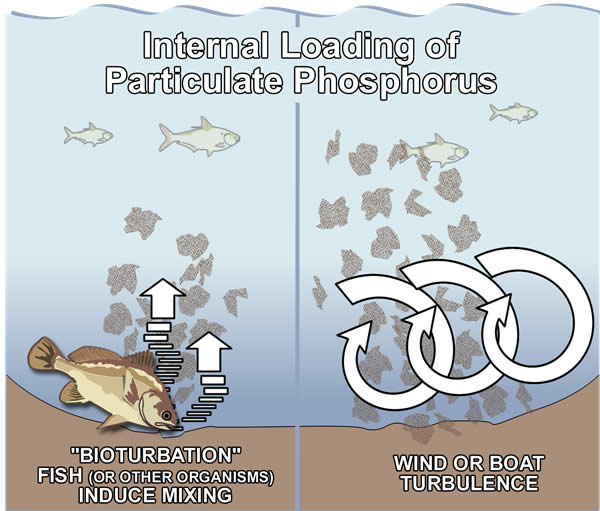 Internal Loading of
Particulate Phosphorus
"BIOTURBATION"
FISH (OR OTHER ORGANISMS)
INDUCE MIXING
WIND OR BOAT
TURBULENCE